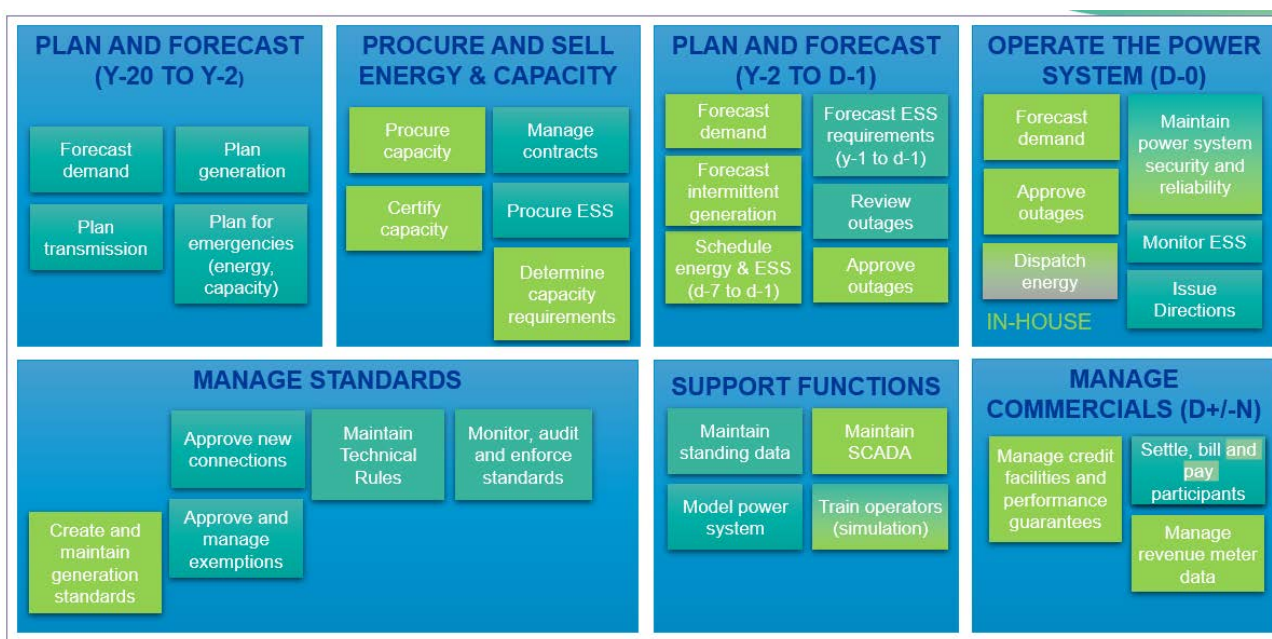 PLAN AND FORECAST
(Y-20 TO Y-2)
Forecast
demand
Plan
generation
Plan
transmission
Plan for
emergencies
(energy,
capacity)
PROCURE AND SELL
ENERGY & CAPACITY
Procure
capacity
Manage
contracts
Certify
capacity
Procure ESS
Determine
capacity
requirements
PLAN AND FORECAST
(Y-2 TO D-1)
Forecast
demand
Forecast ESS
requirements
(y-1 to d-1)
Forecast
intermittent
generation
Review
outages
Schedule
energy & ESS
(d-7 to d-1)
Approve
outages
OPERATE THE POWER
SYSTEM (D-0)
Forecast
demand
Maintain
power system
security and
reliability
Approve
outages
Monitor ESS
Dispatch
energy
Issue
Directions
IN-HOUSE
MANAGE STANDARDS
Approve new
connections
Maintain
Technical
Rules
Monitor, audit
and enforce
standards
Create and
maintain
generation
standards
Approve and
manage
exemptions
SUPPORT FUNCTIONS
Maintain
standing data
Maintain
SCADA
Model power
system
Train operators
(simulation)
MANAGE
COMMERCIALS (D+/-N)
Manage credit
facilities and
performance
guarantees
Settle, bill and
pay
participants
Manage
revenue meter
data